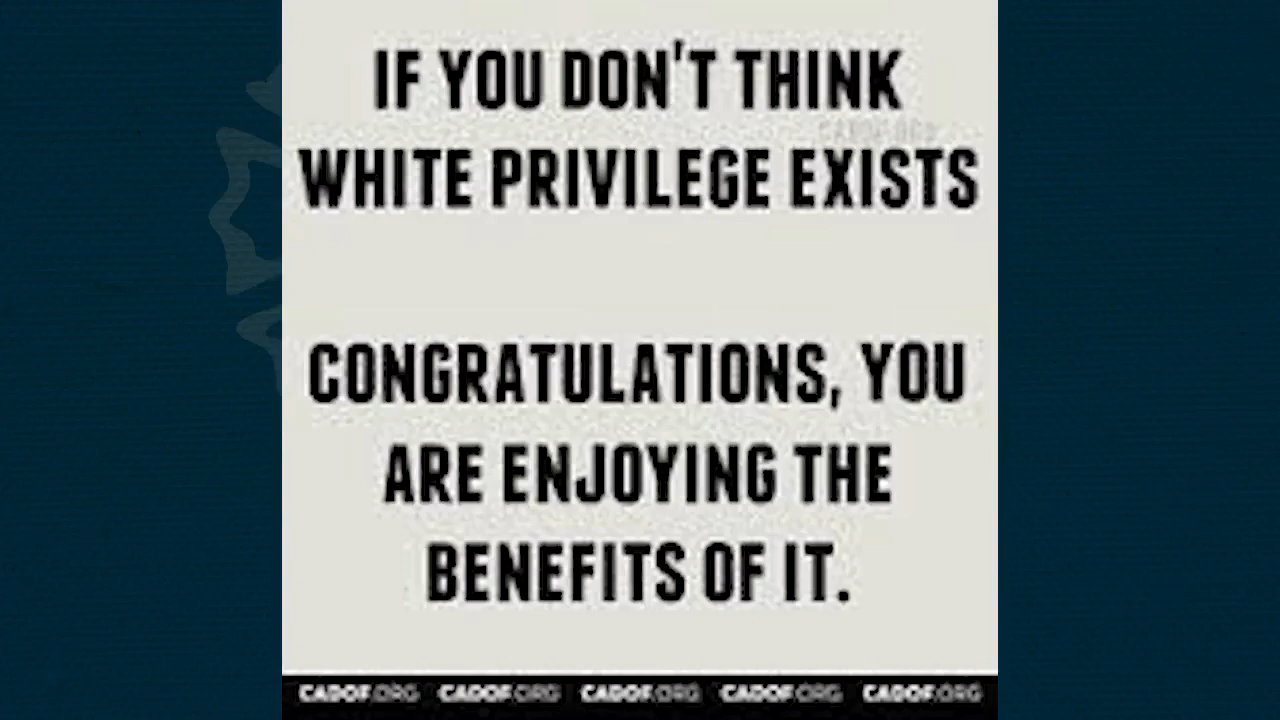 IF YOU DON'T THINK
WHITE PRIVILEGE EXISTS
CONGRATULATIONS, YOU
ARE ENJOYING THE
BENEFITS OF IT.
CADOF.ORG CADOF.ORG CADOF.ORG CADOF.ORG CADOF.ORG